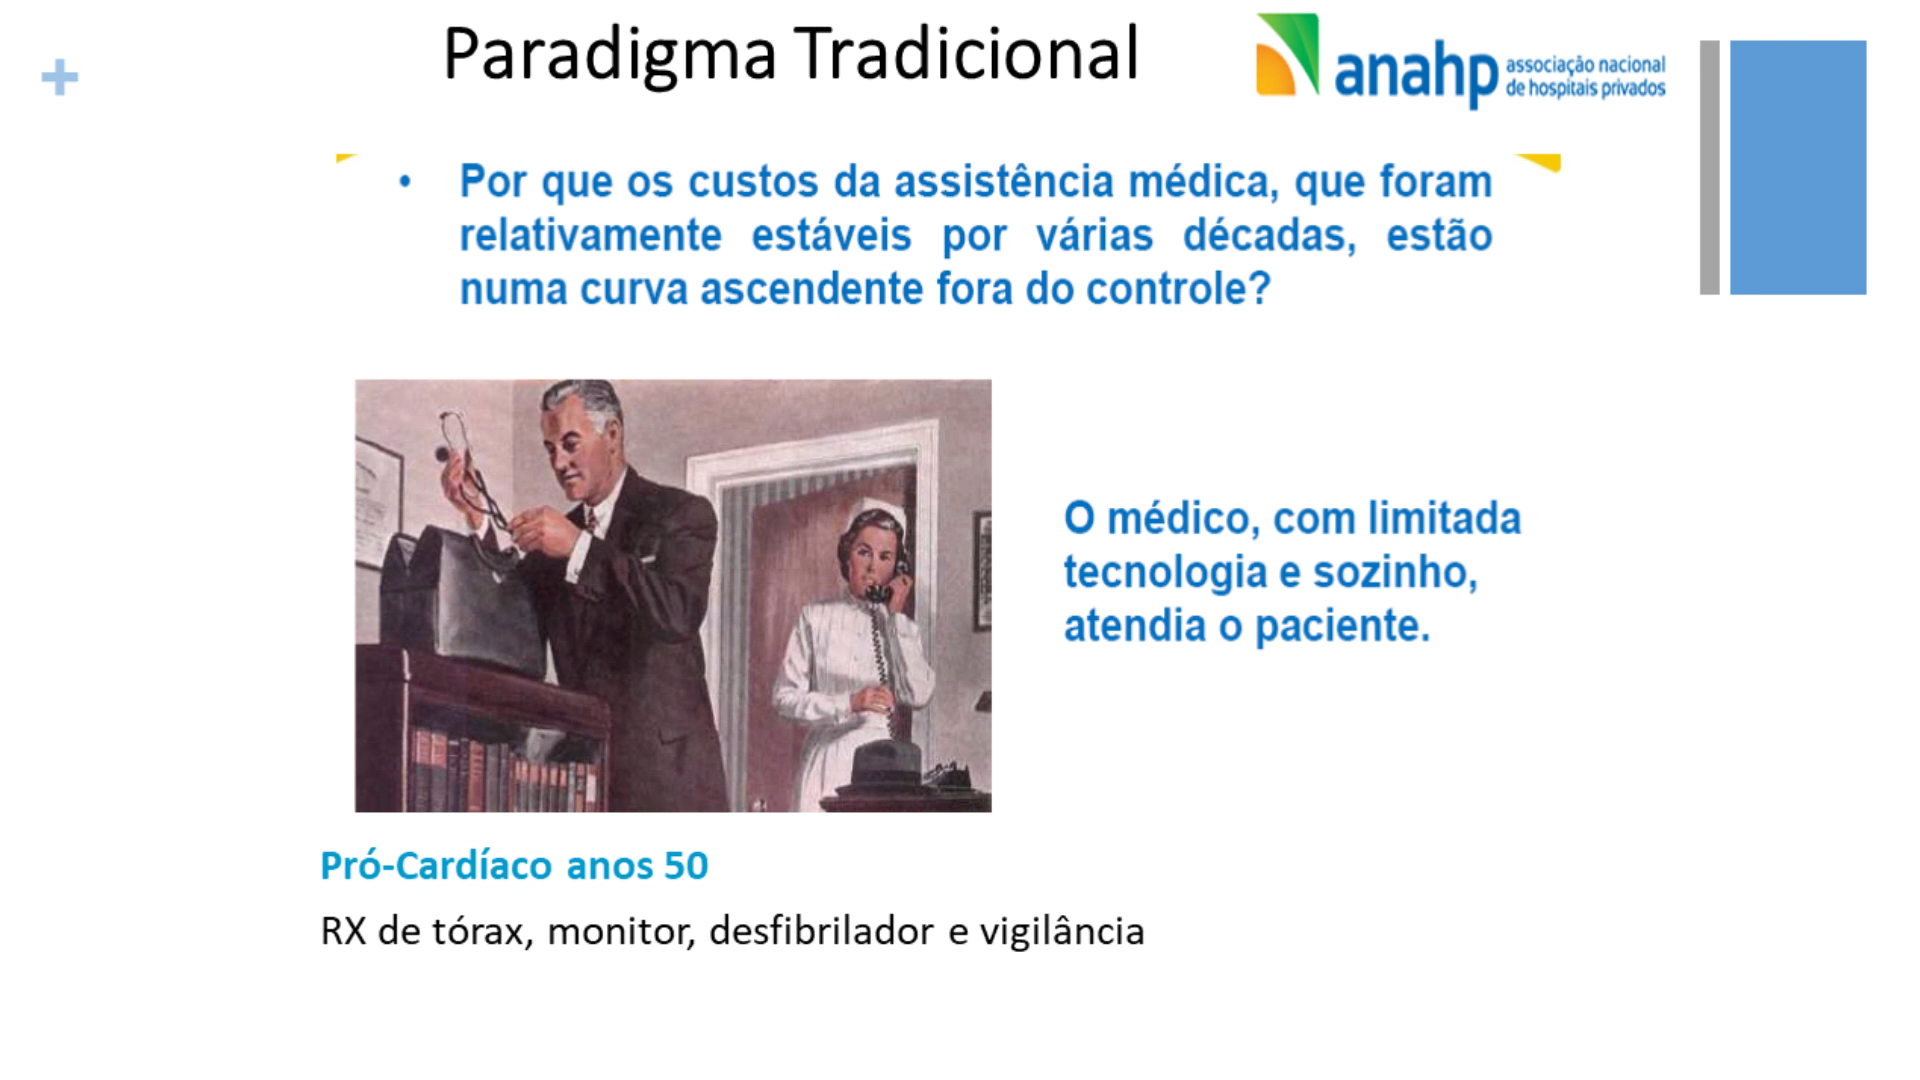 Paradigma Tradicional
anahp
associação nacional
de hospitais privados
+
• Por que os custos da assistência médica, que foram
relativamente estáveis por várias décadas, estão
numa curva ascendente fora do controle?
O médico, com limitada
tecnologia e sozinho,
atendia o paciente.
Pró-Cardíaco anos 50
RX de tórax, monitor, desfibrilador e vigilância